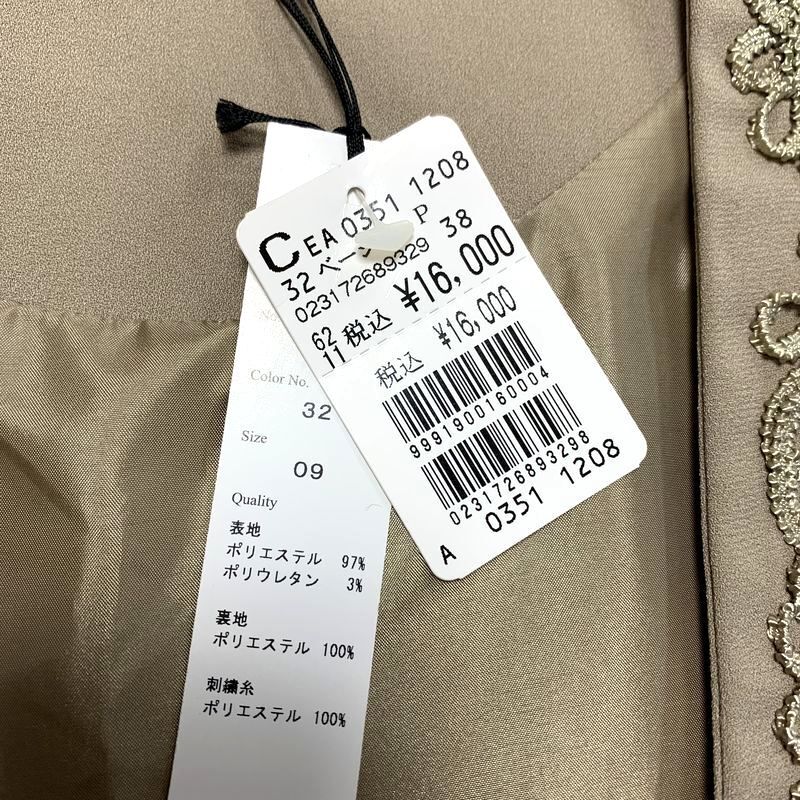 CEA 0351 1208
32 ベー P 38
023172689329
62
11 税込 ¥16,000
税込 ¥16,000
9991900160004
0231726893298
A 0351 1208
Color No.
32
Size
09
Quality
表地
ポリエステル 97%
ポリウレタン 3%
裏地
ポリエステル 100%
刺繍糸
ポリエステル 100%